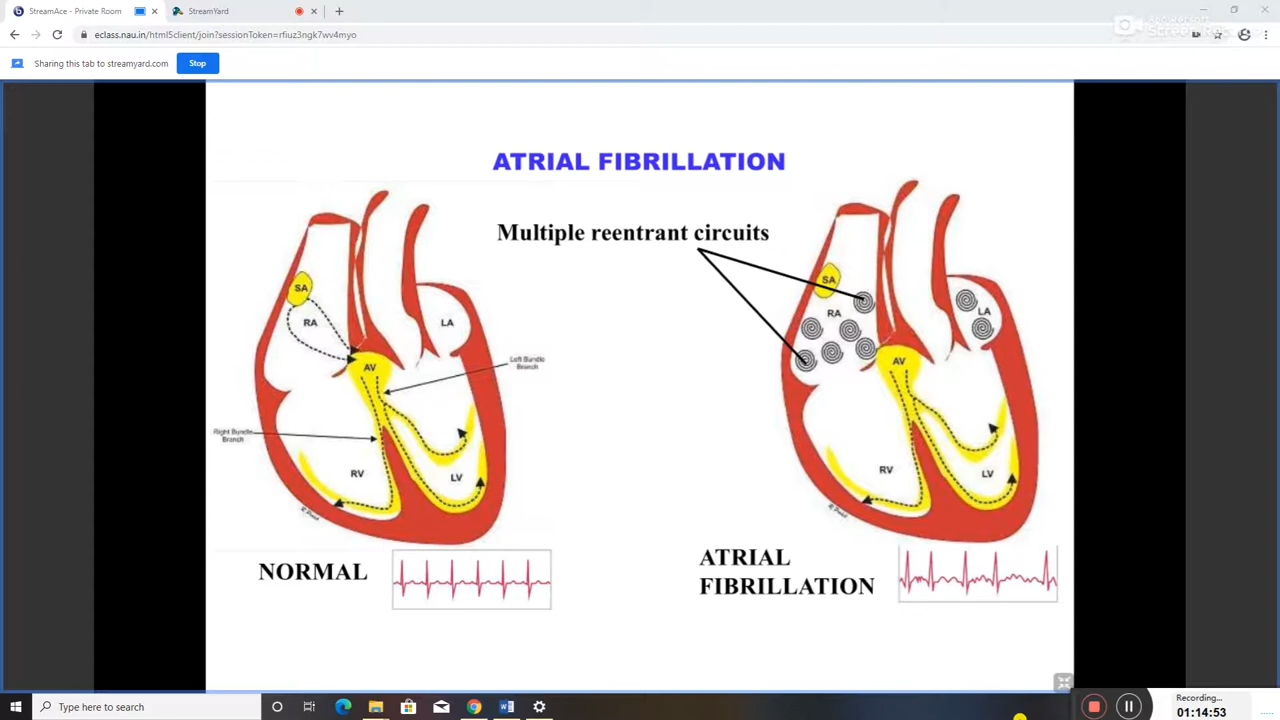 StreamAce - Private Room
StreamYard
eclass.nau.in/html5client/join?sessionToken=rfiuz3ngk7wv4myo
Sharing this tab to streamyard.com
Stop
ATRIAL FIBRILLATION
Multiple reentrant circuits
SA
RA
LA
AV
Left Bundle
Branch
Right Bundle
Branch
RV
LV
SA
RA
LA
AV
RV
LV
NORMAL
ATRIAL
FIBRILLATION
Type here to search
Recording...
01:14:53